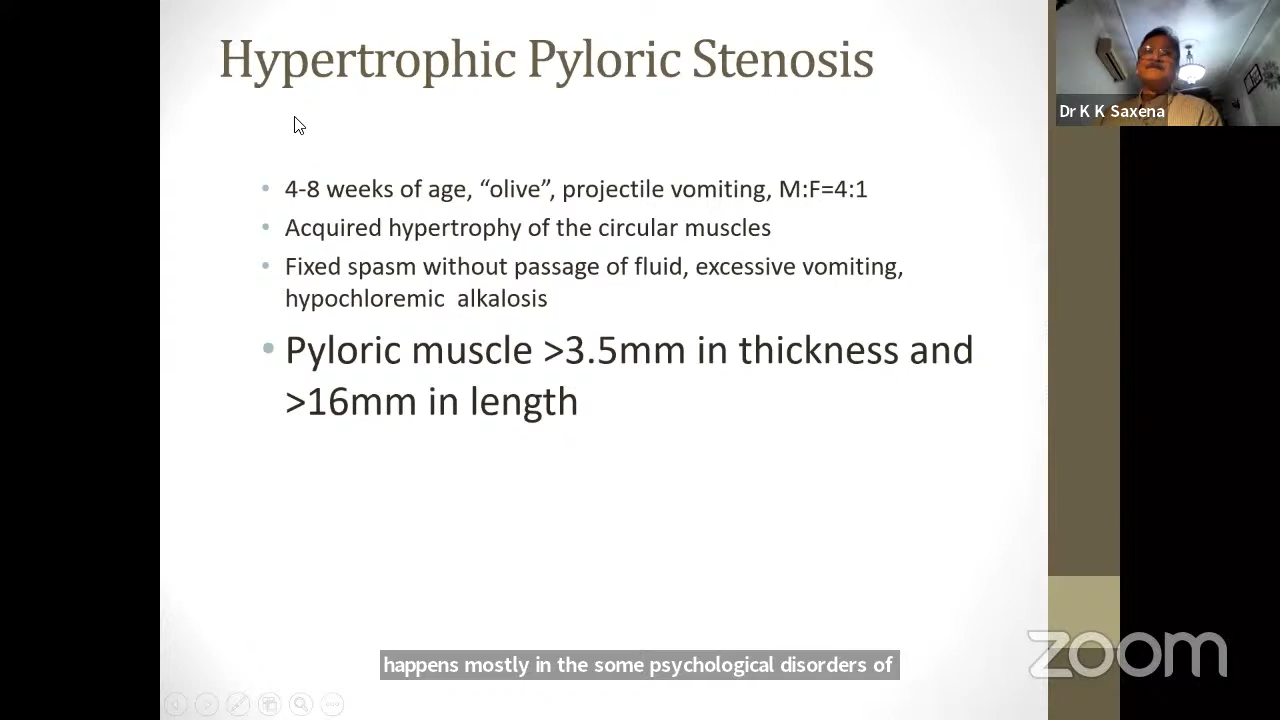 Hypertrophic Pyloric Stenosis
Dr K K Saxena
• 4-8 weeks of age, “olive”, projectile vomiting, M:F=4:1
• Acquired hypertrophy of the circular muscles
• Fixed spasm without passage of fluid, excessive vomiting,
hypochloremic alkalosis
• Pyloric muscle >3.5mm in thickness and
>16mm in length
happens mostly in the some psychological disorders of
zoom